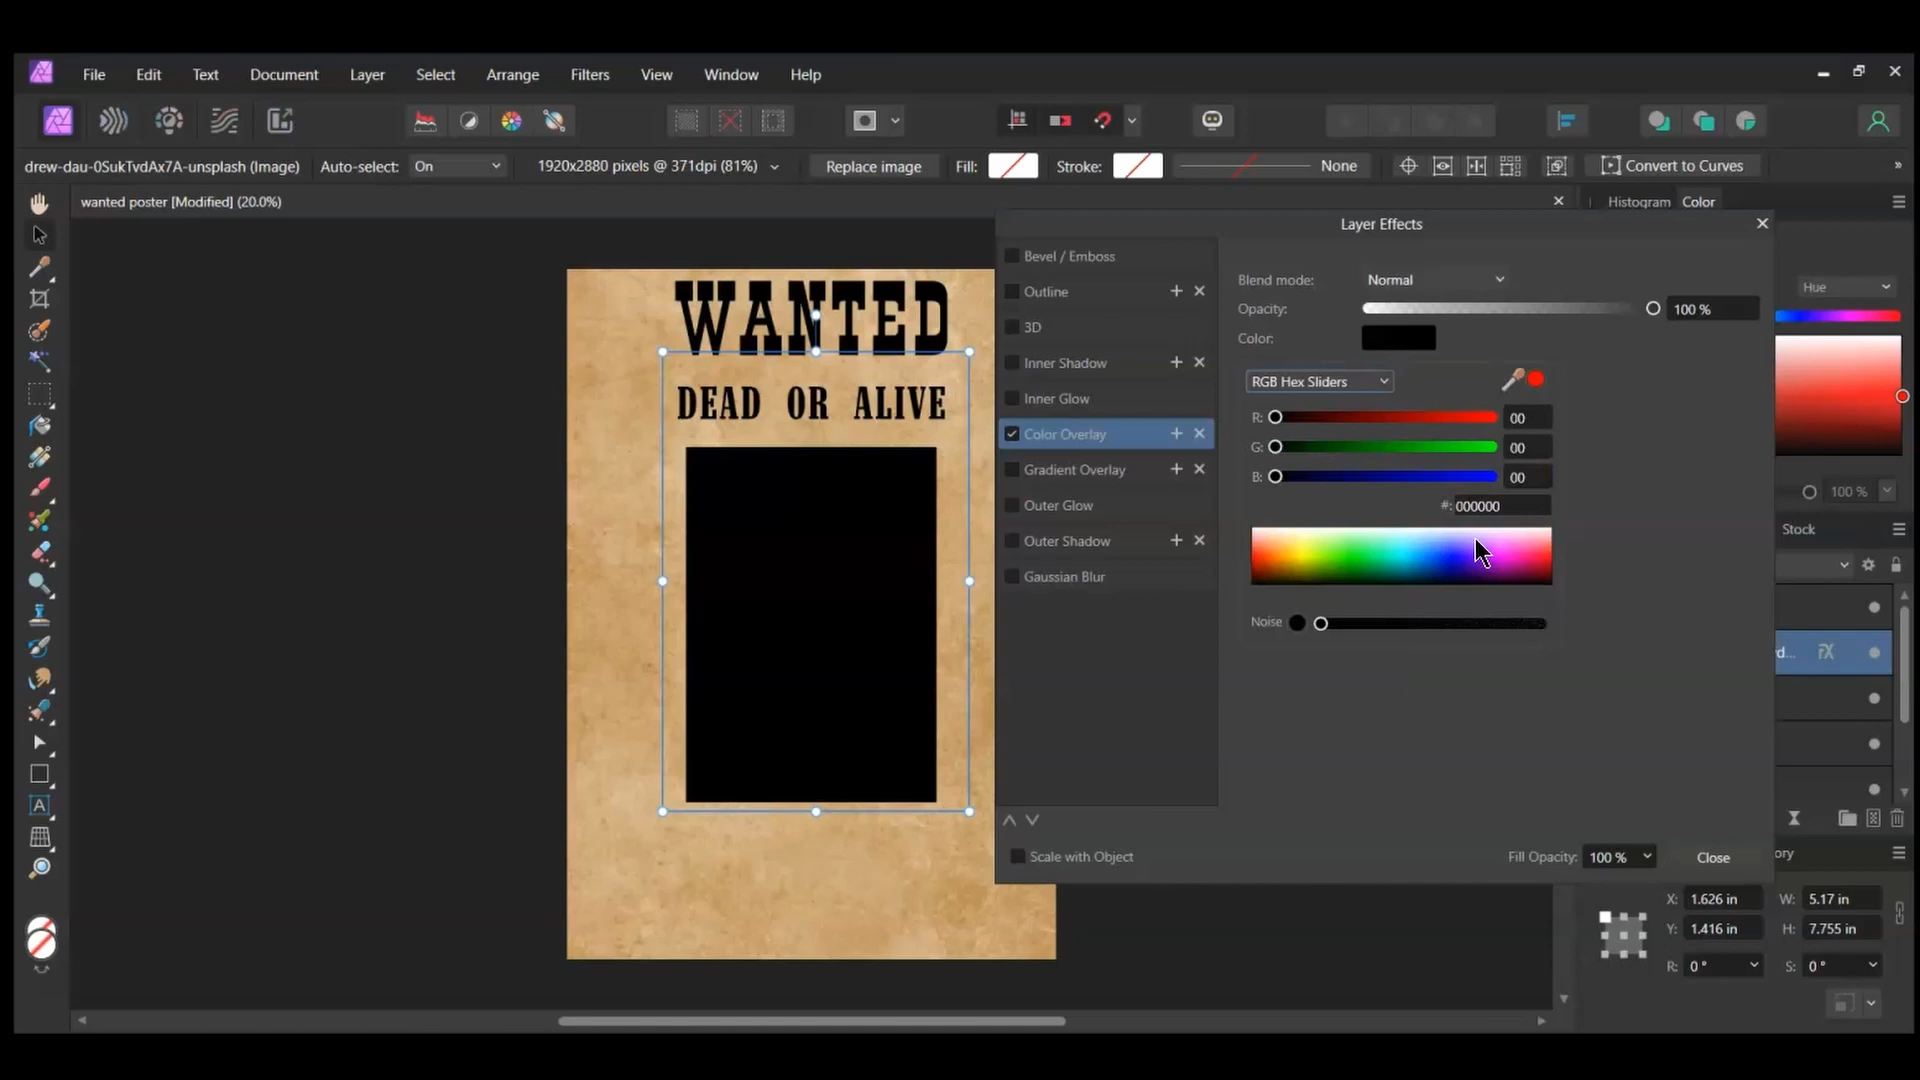 File Edit Text Document Layer Select Arrange Filters View Window Help
drew-dau-0SukTvdAx7A-unsplash (Image) Auto-select: On 1920x2880 pixels @ 371dpi (81%) Replace image Fill: Stroke: None Convert to Curves
wanted poster [Modified] (20.0%) Histogram Color
Layer Effects
WANTED
DEAD OR ALIVE
Bevel / Emboss
Outline
3D
Inner Shadow
Inner Glow
Color Overlay
Gradient Overlay
Outer Glow
Outer Shadow
Gaussian Blur
Scale with Object
Blend mode: Normal
Opacity: 100 %
Color:
RGB Hex Sliders
R: 00
G: 00
B: 00
#: 000000
Noise
Fill Opacity: 100 % Close
Hue
100 %
Stock
d...
ory
X: 1.626 in W: 5.17 in
Y: 1.416 in H: 7.755 in
R: 0 ° S: 0 °